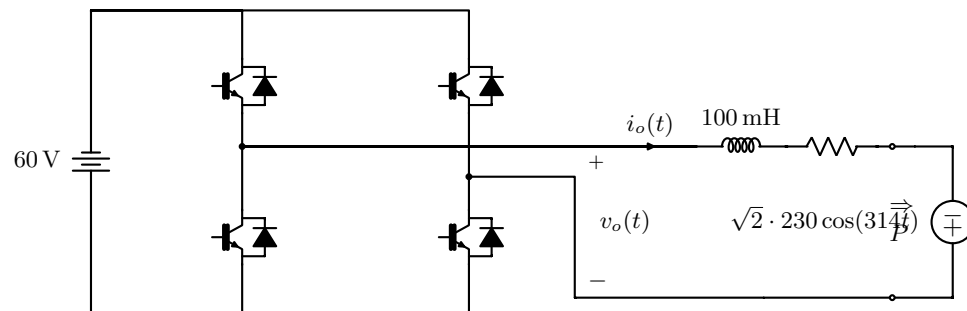 i_o(t)
100 mH
60 V
+
v_o(t)
√2 · 230 cos(314t)
P
−